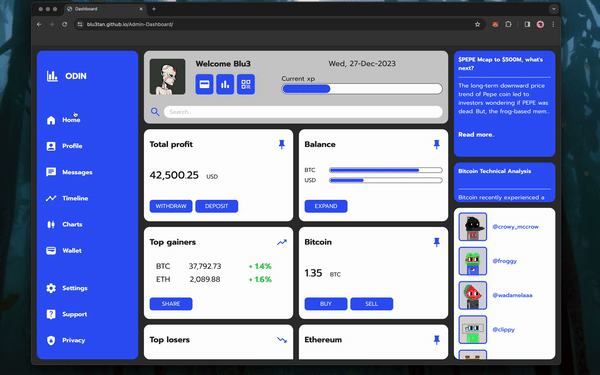 Dashboard
blu3tan.github.io/Admin-Dashboard/
ODIN
Home
Profile
Messages
Timeline
Charts
Wallet
Settings
Support
Privacy
Welcome Blu3
Wed, 27-Dec-2023
Current xp
Search...
Total profit
42,500.25 USD
WITHDRAW DEPOSIT
Balance
BTC
USD
EXPAND
Top gainers
BTC 37,792.73 + 1.4%
ETH 2,089.88 + 1.6%
SHARE
Bitcoin
1.35 BTC
BUY SELL
Top losers
Ethereum
$PEPE Mcap to $500M, what's
next?
The long-term downward price
trend of Pepe coin led to
investors wondering if PEPE was
dead. But, the frog-based mem...
Read more.
Bitcoin Technical Analysis
Bitcoin recently experienced a
@crowy_mccrow
@froggy
@wadamelaaa
@clippy